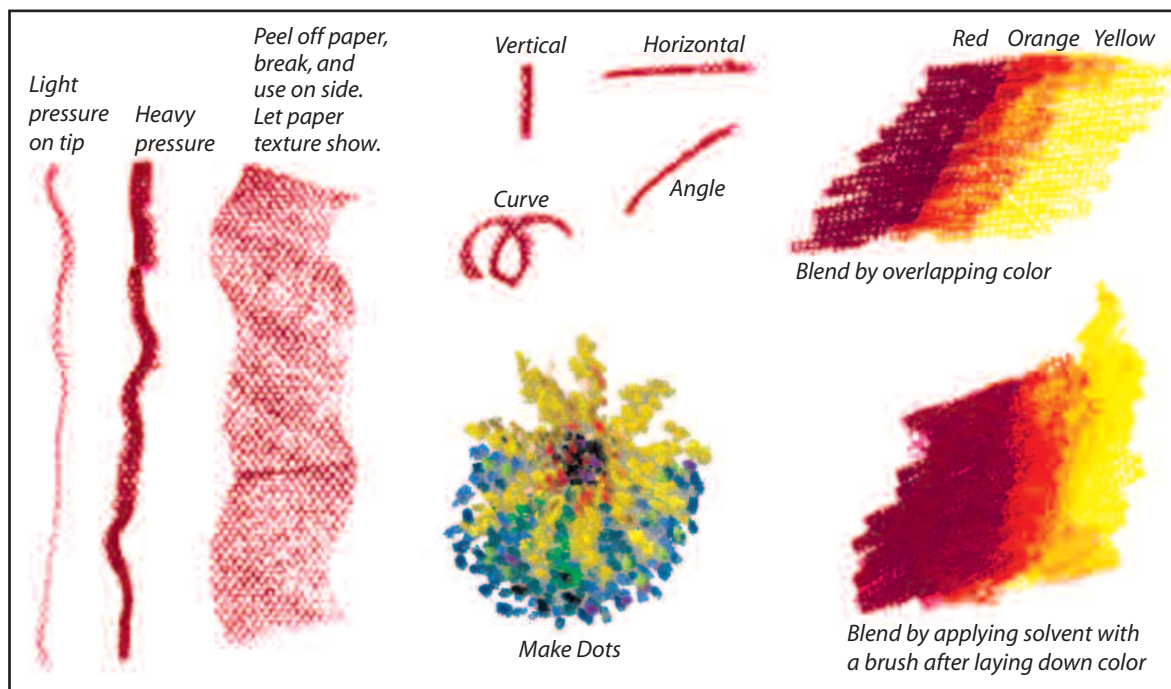 Light
pressure
on tip
Heavy
pressure
Peel off paper,
break, and
use on side.
Let paper
texture show.
Vertical
Horizontal
Curve
Angle
Make Dots
Red Orange Yellow
Blend by overlapping color
Blend by applying solvent with
a brush after laying down color